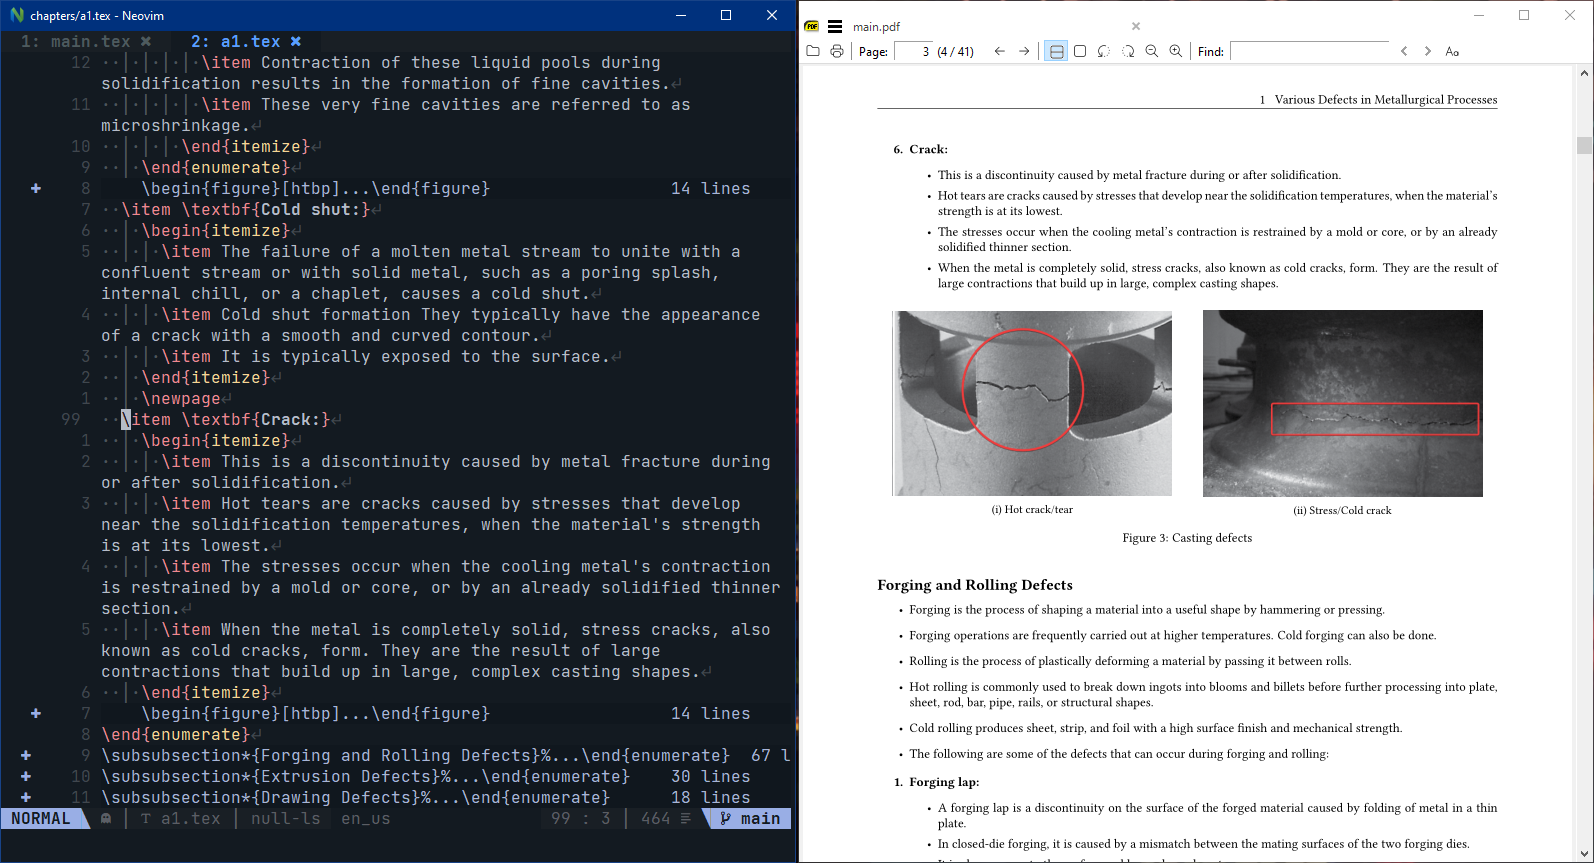 chapters/a1.tex - Neovim
1: main.tex ✖ 2: a1.tex ✖
12 \item Contraction of these liquid pools during
solidification results in the formation of fine cavities.
11 \item These very fine cavities are referred to as
microshrinkage.
10 \end{itemize}
9 \end{enumerate}
+ 8 \begin{figure}[htbp]...\end{figure} 14 lines
7 \item \textbf{Cold shut:}
6 \begin{itemize}
5 \item The failure of a molten metal stream to unite with a
confluent stream or with solid metal, such as a poring splash,
internal chill, or a chaplet, causes a cold shut.
4 \item Cold shut formation They typically have the appearance
of a crack with a smooth and curved contour.
3 \item It is typically exposed to the surface.
2 \end{itemize}
1 \newpage
99 \item \textbf{Crack:}
1 \begin{itemize}
2 \item This is a discontinuity caused by metal fracture during
or after solidification.
3 \item Hot tears are cracks caused by stresses that develop
near the solidification temperatures, when the material's strength
is at its lowest.
4 \item The stresses occur when the cooling metal's contraction
is restrained by a mold or core, or by an already solidified thinner
section.
5 \item When the metal is completely solid, stress cracks, also
known as cold cracks, form. They are the result of large
contractions that build up in large, complex casting shapes.
6 \end{itemize}
+ 7 \begin{figure}[htbp]...\end{figure} 14 lines
8 \end{enumerate}
+ 9 \subsubsection*{Forging and Rolling Defects}%...\end{enumerate} 67 l
+ 10 \subsubsection*{Extrusion Defects}%...\end{enumerate} 30 lines
+ 11 \subsubsection*{Drawing Defects}%...\end{enumerate} 18 lines
NORMAL a1.tex null-ls en_us 99 : 3 464 main
PDF main.pdf
Page: 3 (4 / 41) Find: Aa
1 Various Defects in Metallurgical Processes
6. Crack:
• This is a discontinuity caused by metal fracture during or after solidification.
• Hot tears are cracks caused by stresses that develop near the solidification temperatures, when the material's
strength is at its lowest.
• The stresses occur when the cooling metal's contraction is restrained by a mold or core, or by an already
solidified thinner section.
• When the metal is completely solid, stress cracks, also known as cold cracks, form. They are the result of
large contractions that build up in large, complex casting shapes.
(i) Hot crack/tear
(ii) Stress/Cold crack
Figure 3: Casting defects
Forging and Rolling Defects
• Forging is the process of shaping a material into a useful shape by hammering or pressing.
• Forging operations are frequently carried out at higher temperatures. Cold forging can also be done.
• Rolling is the process of plastically deforming a material by passing it between rolls.
• Hot rolling is commonly used to break down ingots into blooms and billets before further processing into plate,
sheet, rod, bar, pipe, rails, or structural shapes.
• Cold rolling produces sheet, strip, and foil with a high surface finish and mechanical strength.
• The following are some of the defects that can occur during forging and rolling:
1. Forging lap:
• A forging lap is a discontinuity on the surface of the forged material caused by folding of metal in a thin
plate.
• In closed-die forging, it is caused by a mismatch between the mating surfaces of the two forging dies.